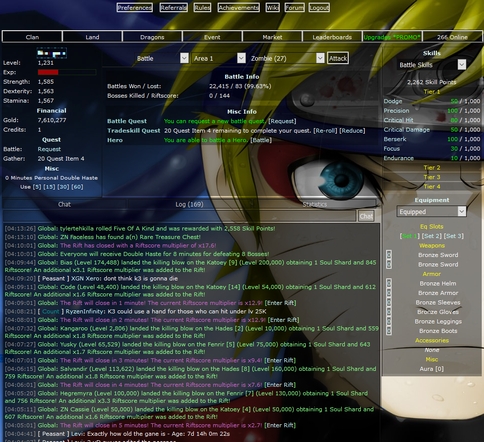 Preferences Referrals Rules Achievements Wiki Forum Logout
Clan Land Dragons Event Market Leaderboards Upgrades *PROMO* 266 Online
Level: 1,231
Exp:
Strength: 1,585
Dexterity: 1,563
Stamina: 1,567
Financial
Gold: 7,610,277
Credits: 1
Quest
Battle: Request
Gather: 20 Quest Item 4
Misc
0 Minutes Personal Double Haste
Use [5] [15] [30] [60]
Battle Area 1 Zombie (27) Attack
Battle Info
Battles Won / Lost: 22,415 / 83 (99.63%)
Bosses Killed / Riftscore: 0 / 144
Misc Info
Battle Quest You can request a new battle quest. [Request]
Tradeskill Quest 20 Quest Item 4 remaining to complete your quest. [Re-roll] [Reduce]
Hero You are able to battle a Hero. [Battle]
Skills
Battle Skills
2,262 Skill Points
Tier 1
Dodge 50 / 1,000
Precision 100 / 1,000
Critical Hit 80 / 1,000
Critical Damage 50 / 1,000
Berserk 100 / 1,000
Focus 30 / 1,000
Endurance 10 / 1,000
Tier 2
Tier 3
Tier 4
Equipment
Equipped
Eq Slots
[Set 2] [Set 3]
Weapons
Bronze Sword
Bronze Sword
Armor
Bronze Helm
Bronze Armor
Bronze Sleeves
Bronze Gloves
Bronze Leggings
Bronze Boots
Accessories
None
Misc
Aura [0]
Chat Log (169) Statistics
Chat
[04:13:26] Global: tylertehkilla rolled Five Of A Kind and was rewarded with 2,558 Skill Points!
[04:13:10] Global: ZN Faceless has found a(n) Rare Treasure Chest!
[04:10:01] Global: The Rift has closed with a Riftscore multiplier of x17.6!
[04:10:01] Global: Everyone will receive Double Haste for 8 minutes for defeating 8 Bosses!
[04:09:44] Global: Bias (Level 174,488) landed the killing blow on the Katoey [9] (Level 200,000) obtaining 1 Soul Shard and 845 Riftscore! An additional x3.1 Riftscore multiplier was added to the Rift!
[04:09:20] [ Peasant ] XGN Xero: dont think k3 is gonna die
[04:09:11] Global: Code (Level 48,400) landed the killing blow on the Katoey [14] (Level 54,000) obtaining 1 Soul Shard and 612 Riftscore! An additional x1.6 Riftscore multiplier was added to the Rift!
[04:09:01] Global: The Rift will close in 1 minute! The current Riftscore multiplier is x12.9! [Enter Rift]
[04:08:21] [ Count ] RyzenInfinity: K3 could use a hand for those who can hit under lv 25K
[04:08:01] Global: The Rift will close in 2 minutes! The current Riftscore multiplier is x12.9! [Enter Rift]
[04:07:32] Global: Kangaroo (Level 2,806) landed the killing blow on the Hades [2] (Level 10,000) obtaining 1 Soul Shard and 559 Riftscore! An additional x1.8 Riftscore multiplier was added to the Rift!
[04:07:27] Global: Yusky (Level 65,529) landed the killing blow on the Fenrir [5] (Level 75,000) obtaining 1 Soul Shard and 643 Riftscore! An additional x1.7 Riftscore multiplier was added to the Rift!
[04:07:01] Global: The Rift will close in 3 minutes! The current Riftscore multiplier is x9.4! [Enter Rift]
[04:06:15] Global: Salvandir (Level 113,622) landed the killing blow on the Hades [8] (Level 160,000) obtaining 1 Soul Shard and 759 Riftscore! An additional x1.8 Riftscore multiplier was added to the Rift!
[04:06:01] Global: The Rift will close in 4 minutes! The current Riftscore multiplier is x7.6! [Enter Rift]
[04:05:20] Global: Hegremyra (Level 100,000) landed the killing blow on the Fenrir [7] (Level 130,000) obtaining 1 Soul Shard and 756 Riftscore! An additional x3.3 Riftscore multiplier was added to the Rift!
[04:05:11] Global: ZN Cassie (Level 50,000) landed the killing blow on the Katoey [4] (Level 50,000) obtaining 1 Soul Shard and 607 Riftscore! An additional x1.6 Riftscore multiplier was added to the Rift!
[04:05:01] Global: The Rift will close in 5 minutes! The current Riftscore multiplier is x2.7! [Enter Rift]
[04:04:41] [ Peasant ] Levi: Exactly how old the game is - Age: 7d 14h 0m 22s